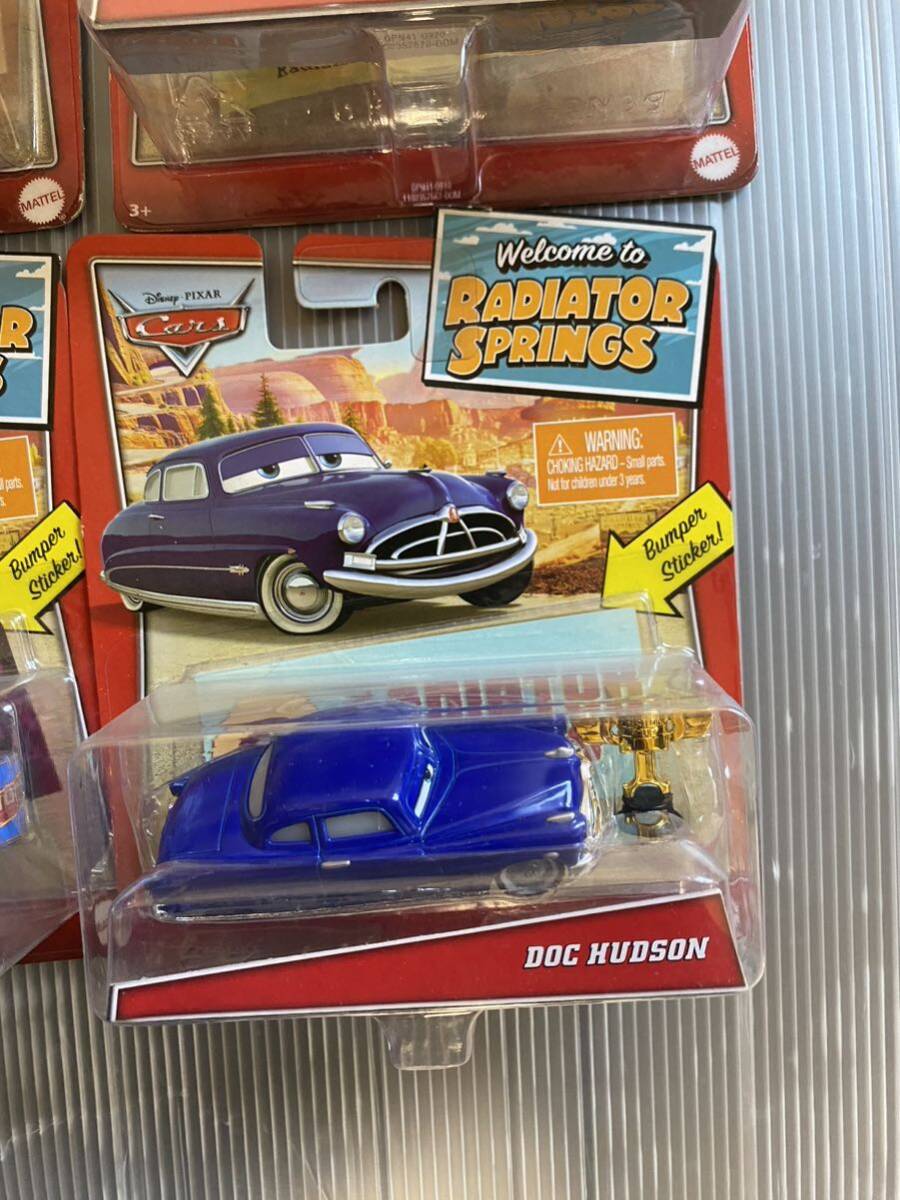 MATTEL
3+
MATTEL
Disney · PIXAR
Cars
Welcome to
RADIATOR
SPRINGS
WARNING:
CHOKING HAZARD – Small parts.
Not for children under 3 years.
Bumper
Sticker!
Bumper
Sticker!
DOC HUDSON